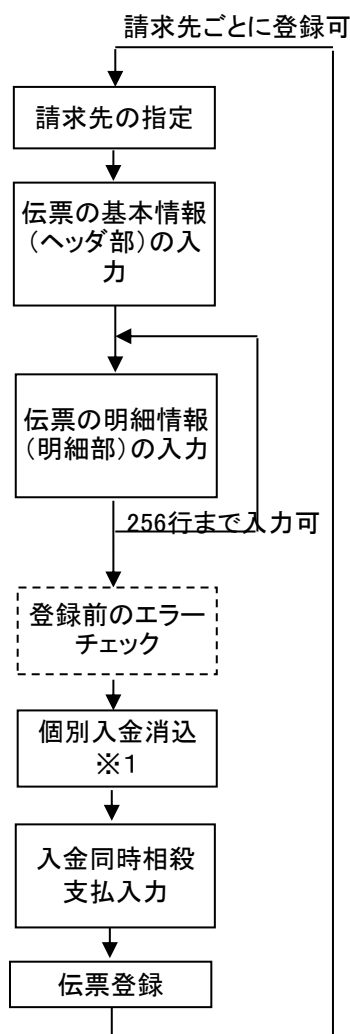 請求先ごとに登録可
請求先の指定
伝票の基本情報
(ヘッダ部)の入
力
伝票の明細情報
(明細部)の入力
256行まで入力可
登録前のエラー
チェック
個別入金消込
※1
入金同時相殺
支払入力
伝票登録